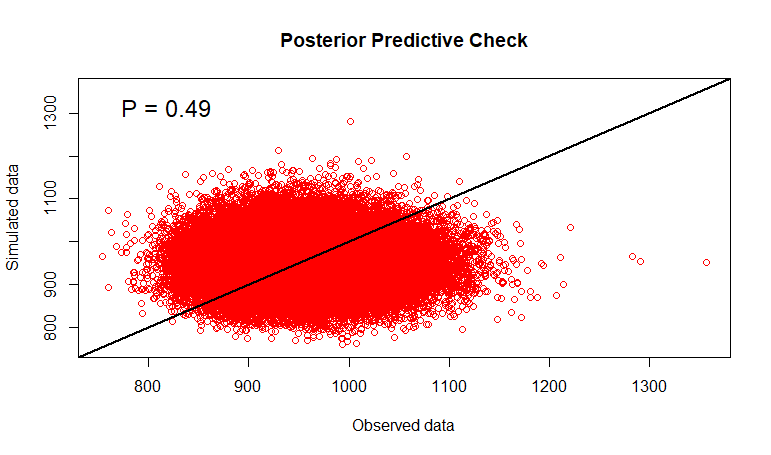 Posterior Predictive Check
P = 0.49
Simulated data
1300
1100
900
800
800
900
1000
1100
1200
1300
Observed data